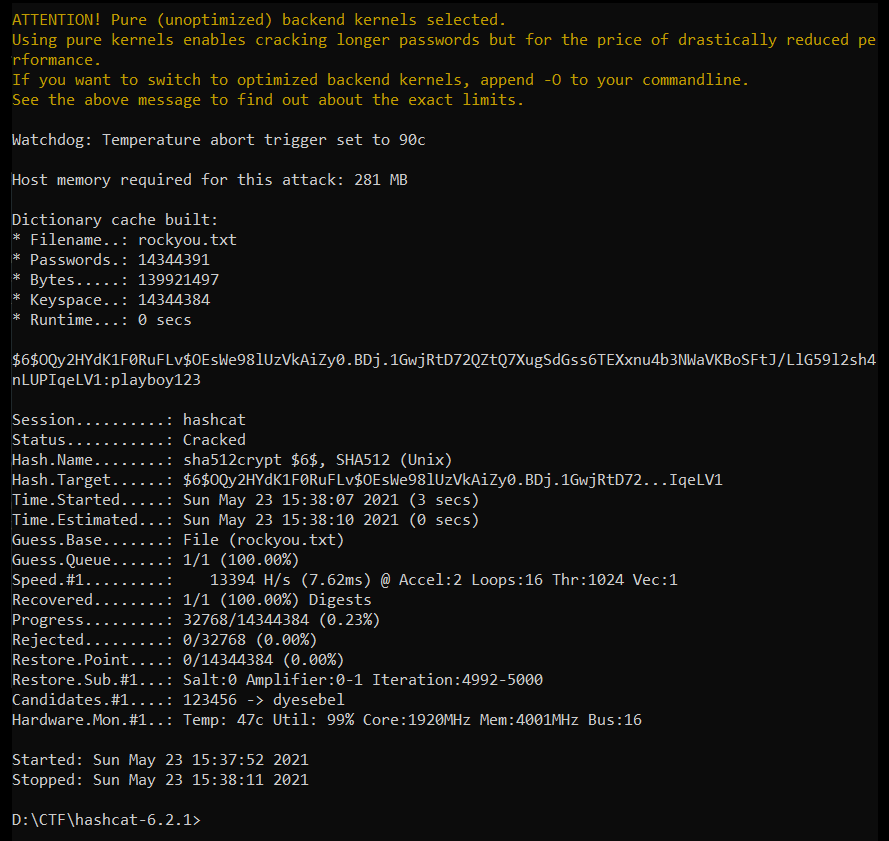 ATTENTION! Pure (unoptimized) backend kernels selected.
Using pure kernels enables cracking longer passwords but for the price of drastically reduced pe
rformance.
If you want to switch to optimized backend kernels, append -O to your commandline.
See the above message to find out about the exact limits.
Watchdog: Temperature abort trigger set to 90c
Host memory required for this attack: 281 MB
Dictionary cache built:
* Filename..: rockyou.txt
* Passwords.: 14344391
* Bytes.....: 139921497
* Keyspace..: 14344384
* Runtime...: 0 secs
$6$OQy2HYdK1F0RuFLv$OEsWe98lUzVkAiZy0.BDj.1GwjRtD72QZtQ7XugSdGss6TEXxnu4b3NWaVKBoSFtJ/LlG59l2sh4
nLUPIqeLV1:playboy123
Session..........: hashcat
Status...........: Cracked
Hash.Name........: sha512crypt $6$, SHA512 (Unix)
Hash.Target......: $6$OQy2HYdK1F0RuFLv$OEsWe98lUzVkAiZy0.BDj.1GwjRtD72...IqeLV1
Time.Started.....: Sun May 23 15:38:07 2021 (3 secs)
Time.Estimated...: Sun May 23 15:38:10 2021 (0 secs)
Guess.Base.......: File (rockyou.txt)
Guess.Queue......: 1/1 (100.00%)
Speed.#1.........:    13394 H/s (7.62ms) @ Accel:2 Loops:16 Thr:1024 Vec:1
Recovered........: 1/1 (100.00%) Digests
Progress.........: 32768/14344384 (0.23%)
Rejected.........: 0/32768 (0.00%)
Restore.Point....: 0/14344384 (0.00%)
Restore.Sub.#1...: Salt:0 Amplifier:0-1 Iteration:4992-5000
Candidates.#1....: 123456 -> dyesebel
Hardware.Mon.#1..: Temp: 47c Util: 99% Core:1920MHz Mem:4001MHz Bus:16
Started: Sun May 23 15:37:52 2021
Stopped: Sun May 23 15:38:11 2021
D:\CTF\hashcat-6.2.1>